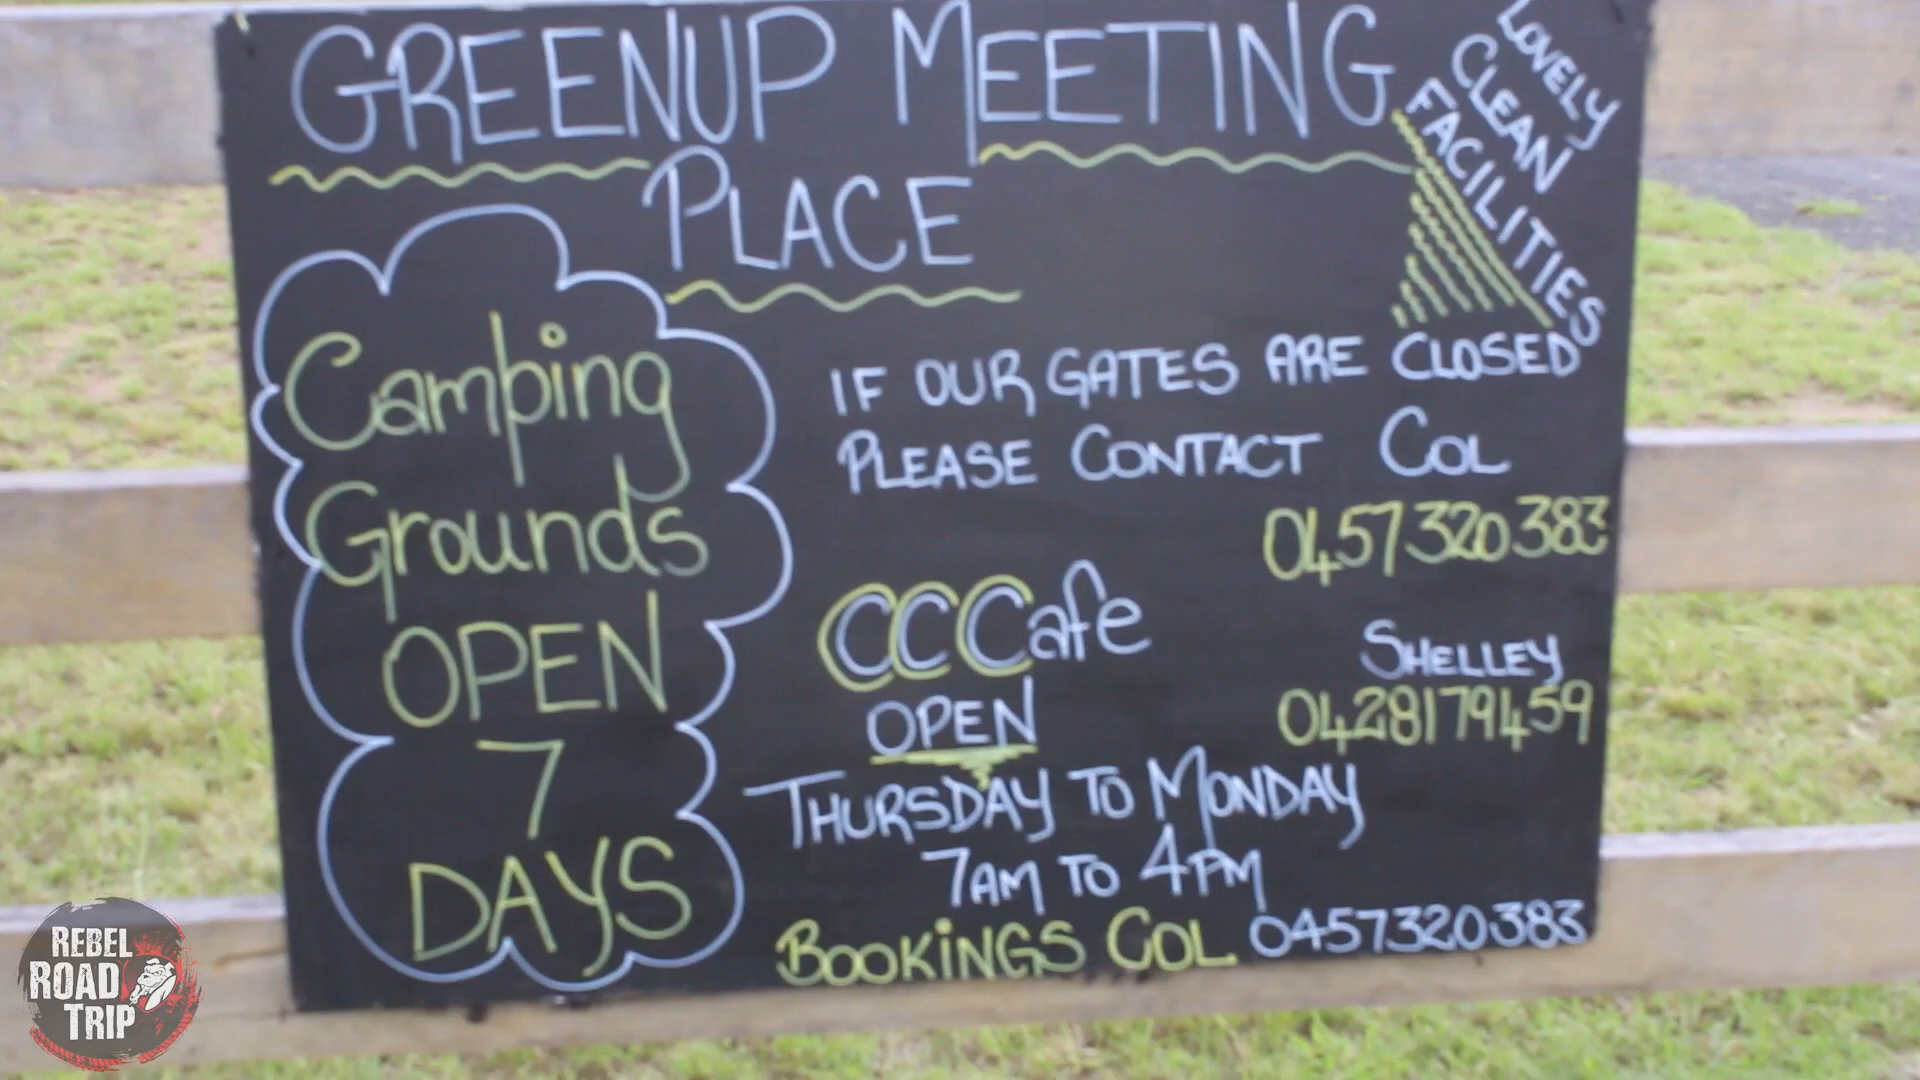 GREENUP MEETING
PLACE
LOVELY
CLEAN
FACILITIES
Camping
Grounds
OPEN
7
DAYS
IF OUR GATES ARE CLOSED
PLEASE CONTACT COL
0457320383
CCCafe
OPEN
SHELLEY
0428179459
THURSDAY TO MONDAY
7AM TO 4PM
BOOKINGS COL 0457320383
REBEL
ROAD
TRIP